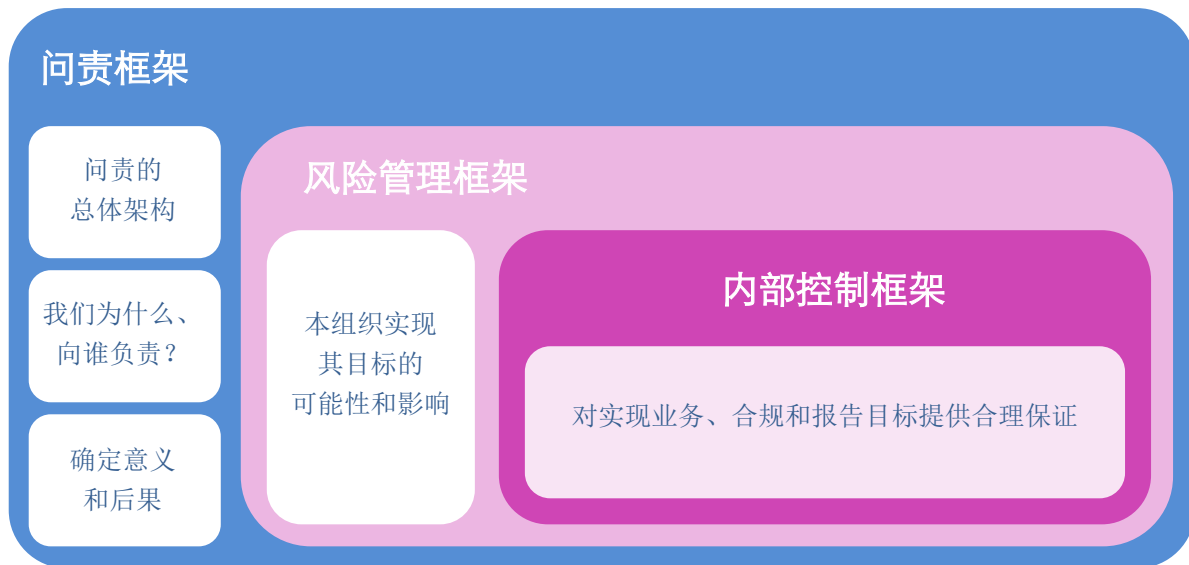 问责框架
问责的
总体架构
我们为什么、
向谁负责？
确定意义
和后果
风险管理框架
本组织实现
其目标的
可能性和影响
内部控制框架
对实现业务、合规和报告目标提供合理保证